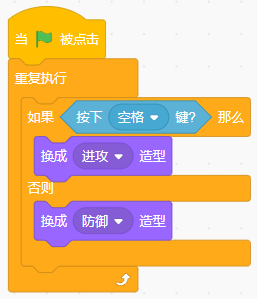 当 被点击
重复执行
如果 按下 空格 键? 那么
换成 进攻 造型
否则
换成 防御 造型